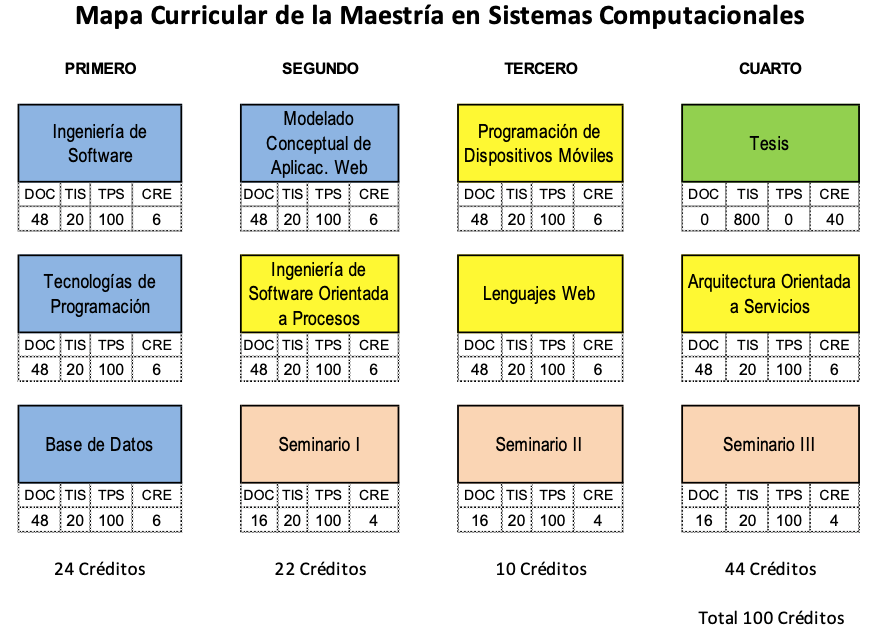 Mapa Curricular de la Maestría en Sistemas Computacionales
PRIMERO SEGUNDO TERCERO CUARTO
Ingeniería de
Software
DOC TIS TPS CRE
48 20 100 6
Modelado
Conceptual de
Aplicac. Web
DOC TIS TPS CRE
48 20 100 6
Programación de
Dispositivos Móviles
DOC TIS TPS CRE
48 20 100 6
Tesis
DOC TIS TPS CRE
0 800 0 40
Tecnologías de
Programación
DOC TIS TPS CRE
48 20 100 6
Ingeniería de
Software Orientada
a Procesos
DOC TIS TPS CRE
48 20 100 6
Lenguajes Web
DOC TIS TPS CRE
48 20 100 6
Arquitectura Orientada
a Servicios
DOC TIS TPS CRE
48 20 100 6
Base de Datos
DOC TIS TPS CRE
48 20 100 6
Seminario I
DOC TIS TPS CRE
16 20 100 4
Seminario II
DOC TIS TPS CRE
16 20 100 4
Seminario III
DOC TIS TPS CRE
16 20 100 4
24 Créditos 22 Créditos 10 Créditos 44 Créditos
Total 100 Créditos